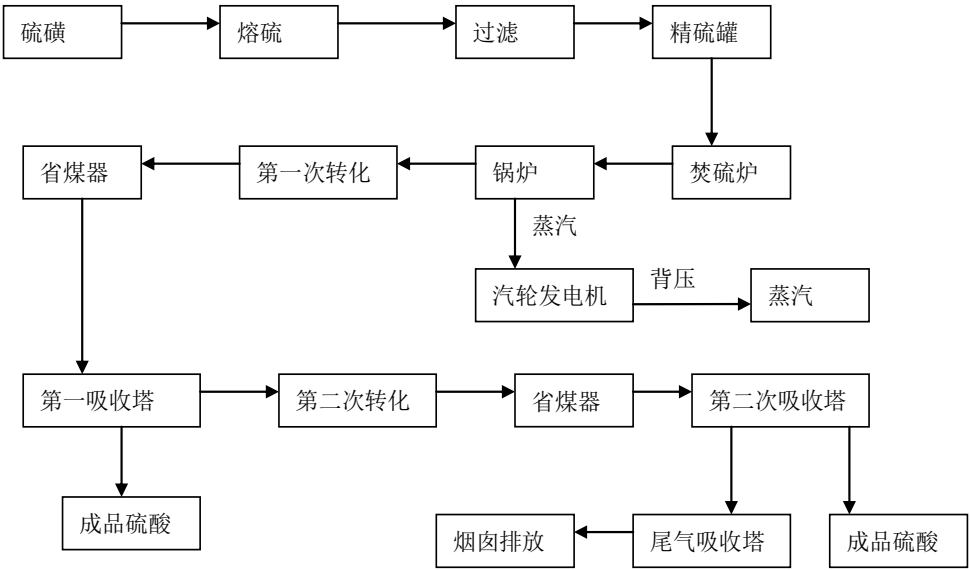 硫磺
熔硫
过滤
精硫罐
省煤器
第一次转化
锅炉
焚硫炉
蒸汽
汽轮发电机
背压
蒸汽
第一吸收塔
第二次转化
省煤器
第二次吸收塔
成品硫酸
烟囱排放
尾气吸收塔
成品硫酸